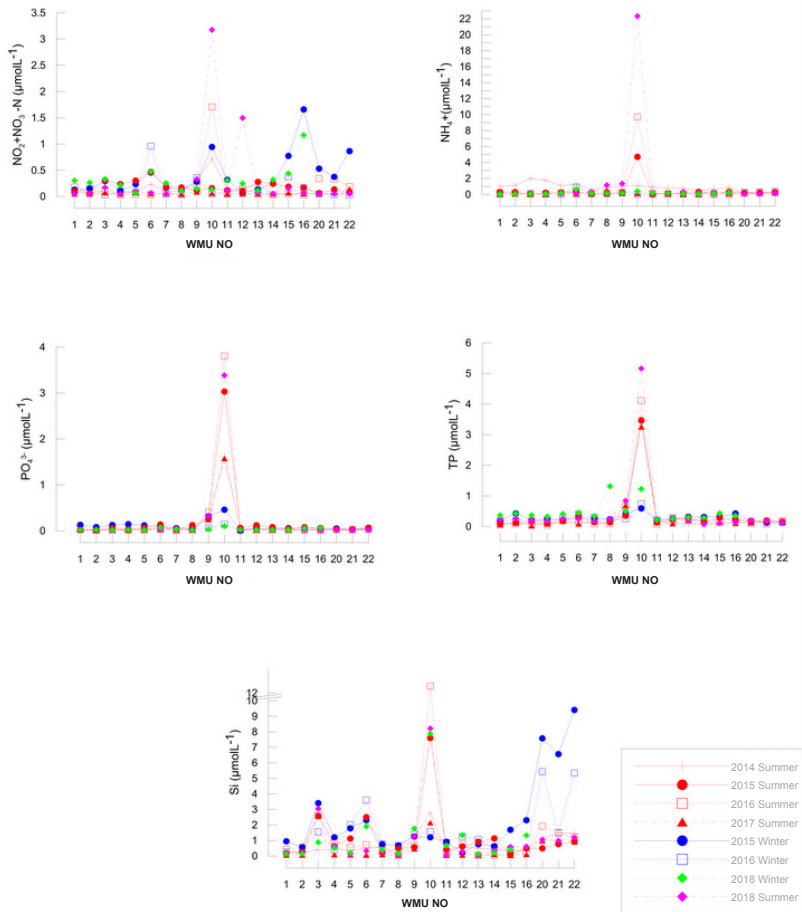 NO₂+NO₃ -N (µmolL⁻¹)
3.5
3
2.5
2
1.5
1
0.5
0
1 2 3 4 5 6 7 8 9 10 11 12 13 14 15 16 20 21 22
WMU NO
NH₄+(µmolL⁻¹)
22
20
18
16
14
12
10
8
6
4
2
0
1 2 3 4 5 6 7 8 9 10 11 12 13 14 15 16 20 21 22
WMU NO
PO₄³⁻ (µmolL⁻¹)
4
3
2
1
0
1 2 3 4 5 6 7 8 9 10 11 12 13 14 15 16 20 21 22
WMU NO
TP (µmolL⁻¹)
6
5
4
3
2
1
0
1 2 3 4 5 6 7 8 9 10 11 12 13 14 15 16 20 21 22
WMU NO
Si (µmolL⁻¹)
12
10
9
8
7
6
5
4
3
2
1
0
1 2 3 4 5 6 7 8 9 10 11 12 13 14 15 16 20 21 22
WMU NO
2014 Summer
2015 Summer
2016 Summer
2017 Summer
2015 Winter
2016 Winter
2018 Winter
2018 Summer